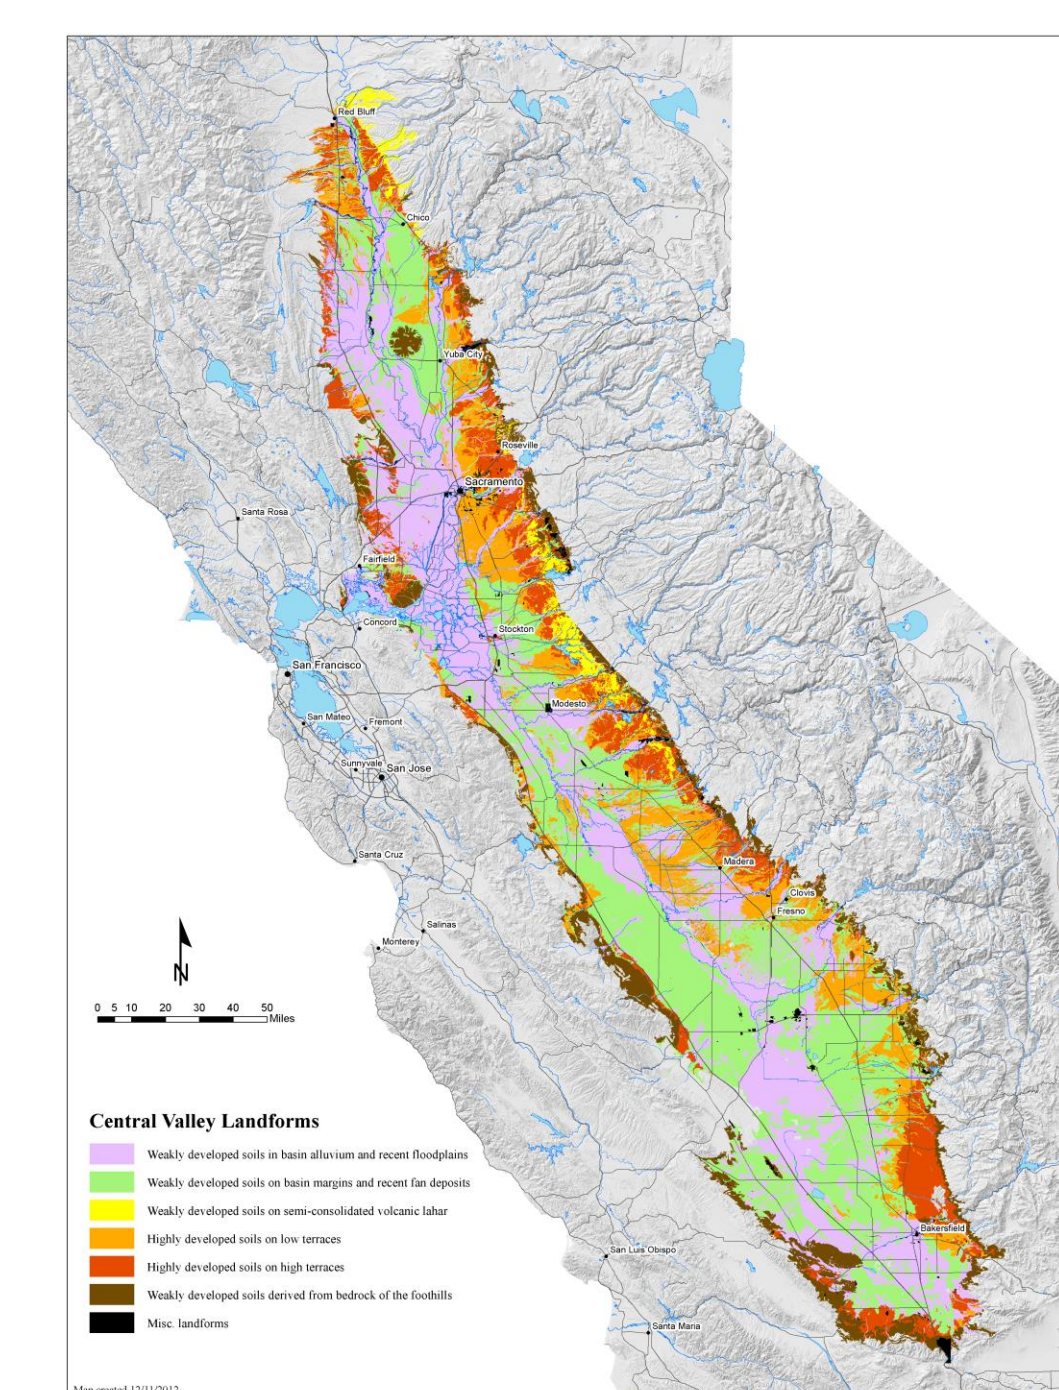 Red Bluff
Chico
Yuba City
Roseville
Sacramento
Santa Rosa
Fairfield
Concord
Stockton
San Francisco
Modesto
San Mateo
Fremont
Sunnyvale
San Jose
Santa Cruz
Madera
Clovis
Fresno
Salinas
Monterey
N
0 5 10 20 30 40 50
Miles
Central Valley Landforms
Weakly developed soils in basin alluvium and recent floodplains
Weakly developed soils on basin margins and recent fan deposits
Weakly developed soils on semi-consolidated volcanic lahar
Highly developed soils on low terraces
Highly developed soils on high terraces
Weakly developed soils derived from bedrock of the foothills
Misc. landforms
Bakersfield
San Luis Obispo
Santa Maria
Map created 12/11/2012